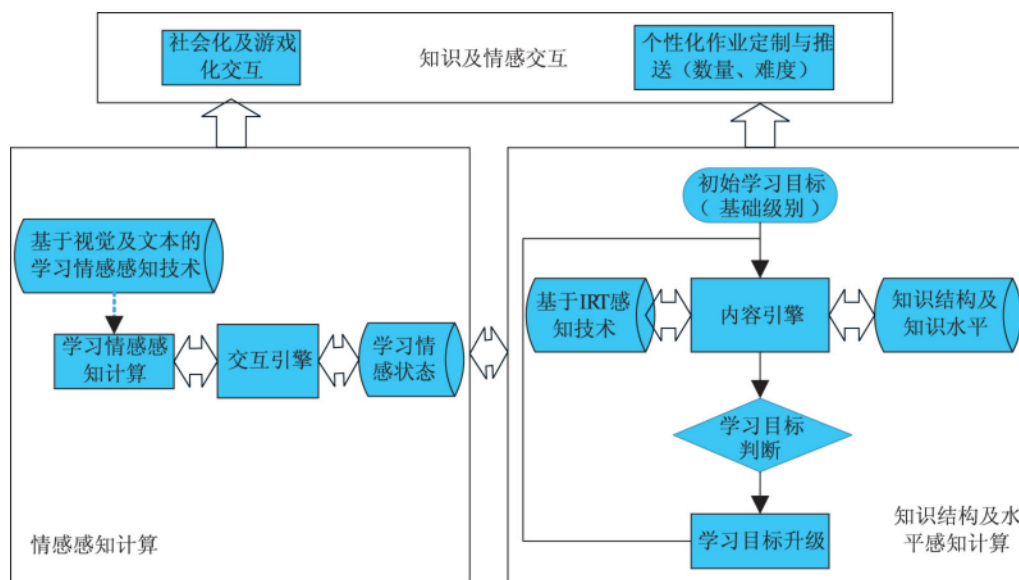 社会化及游戏
化交互
知识及情感交互
个性化作业定制与推
送（数量、难度）
基于视觉及文本的
学习情感感知技术
学习情感感
知计算
交互引擎
学习情
感状态
情感感知计算
初始学习目标
（ 基础级别 ）
基于IRT感
知技术
内容引擎
知识结构及
知识水平
学习目标
判断
学习目标升级
知识结构及水
平感知计算